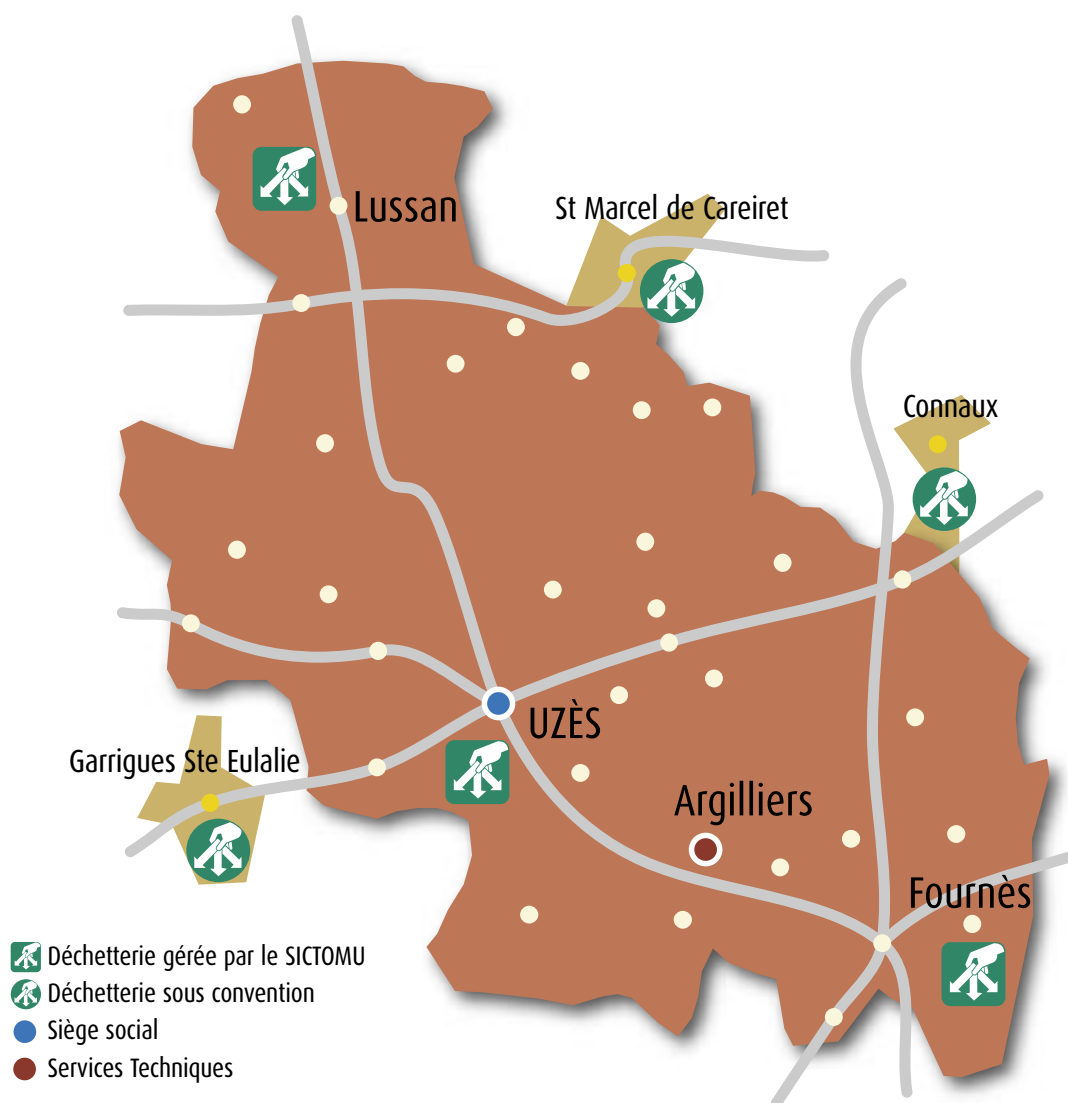 Lussan
St Marcel de Careiret
Connaux
UZÈS
Garrigues Ste Eulalie
Argilliers
Fournès
Déchetterie gérée par le SICTOMU
Déchetterie sous convention
Siège social
Services Techniques